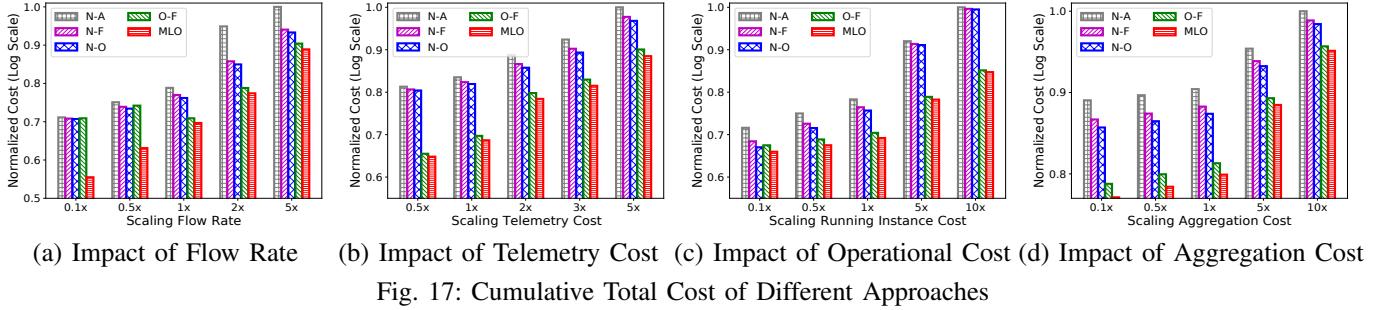 Normalized Cost (Log Scale)
1.0
0.9
0.8
0.7
0.6
0.5
N-A
N-F
N-O
O-F
MLO
0.1x 0.5x 1x 2x 5x
Scaling Flow Rate
(a) Impact of Flow Rate
Normalized Cost (Log Scale)
1.0
0.9
0.8
0.7
0.6
N-A
N-F
N-O
O-F
MLO
0.5x 1x 2x 3x 5x
Scaling Telemetry Cost
(b) Impact of Telemetry Cost
Normalized Cost (Log Scale)
1.0
0.9
0.8
0.7
0.6
N-A
N-F
N-O
O-F
MLO
0.1x 0.5x 1x 5x 10x
Scaling Running Instance Cost
(c) Impact of Operational Cost
Normalized Cost (Log Scale)
1.0
0.9
0.8
N-A
N-F
N-O
O-F
MLO
0.1x 0.5x 1x 5x 10x
Scaling Aggregation Cost
(d) Impact of Aggregation Cost
Fig. 17: Cumulative Total Cost of Different Approaches